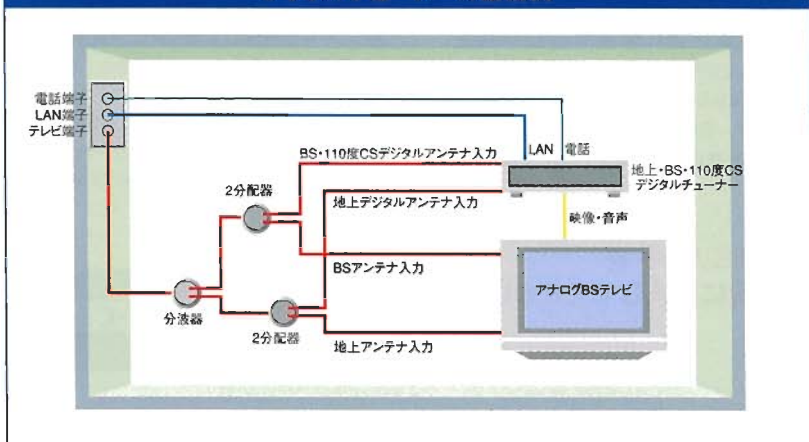 電話端子
LAN端子
テレビ端子
LAN 電話
BS・110度CSデジタルアンテナ入力
地上・BS・110度CS
デジタルチューナー
2分配器
地上デジタルアンテナ入力
映像・音声
BSアンテナ入力
アナログBSテレビ
分波器
2分配器
地上アンテナ入力